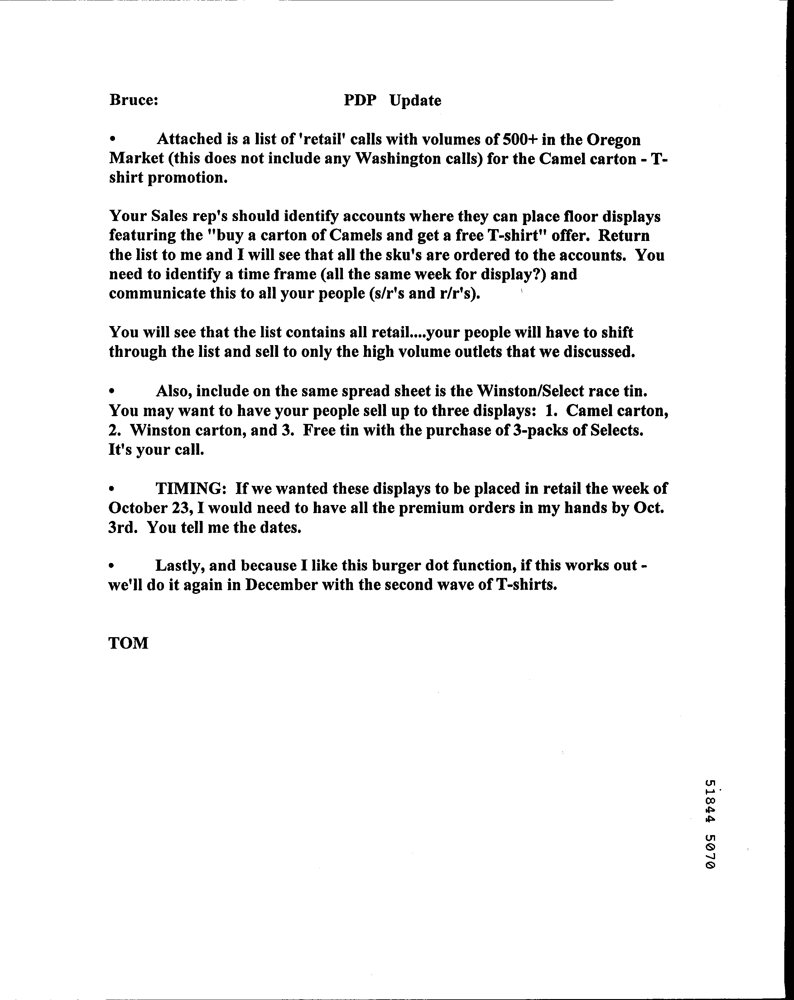 Bruce: PDP Update
• Attached is a list of 'retail' calls with volumes of 500+ in the Oregon
Market (this does not include any Washington calls) for the Camel carton - T-
shirt promotion.
Your Sales rep's should identify accounts where they can place floor displays
featuring the "buy a carton of Camels and get a free T-shirt" offer. Return
the list to me and I will see that all the sku's are ordered to the accounts. You
need to identify a time frame (all the same week for display?) and
communicate this to all your people (s/r's and r/r's).
You will see that the list contains all retail....your people will have to shift
through the list and sell to only the high volume outlets that we discussed.
• Also, include on the same spread sheet is the Winston/Select race tin.
You may want to have your people sell up to three displays: 1. Camel carton,
2. Winston carton, and 3. Free tin with the purchase of 3-packs of Selects.
It's your call.
• TIMING: If we wanted these displays to be placed in retail the week of
October 23, I would need to have all the premium orders in my hands by Oct.
3rd. You tell me the dates.
• Lastly, and because I like this burger dot function, if this works out -
we'll do it again in December with the second wave of T-shirts.
TOM
51844 5070